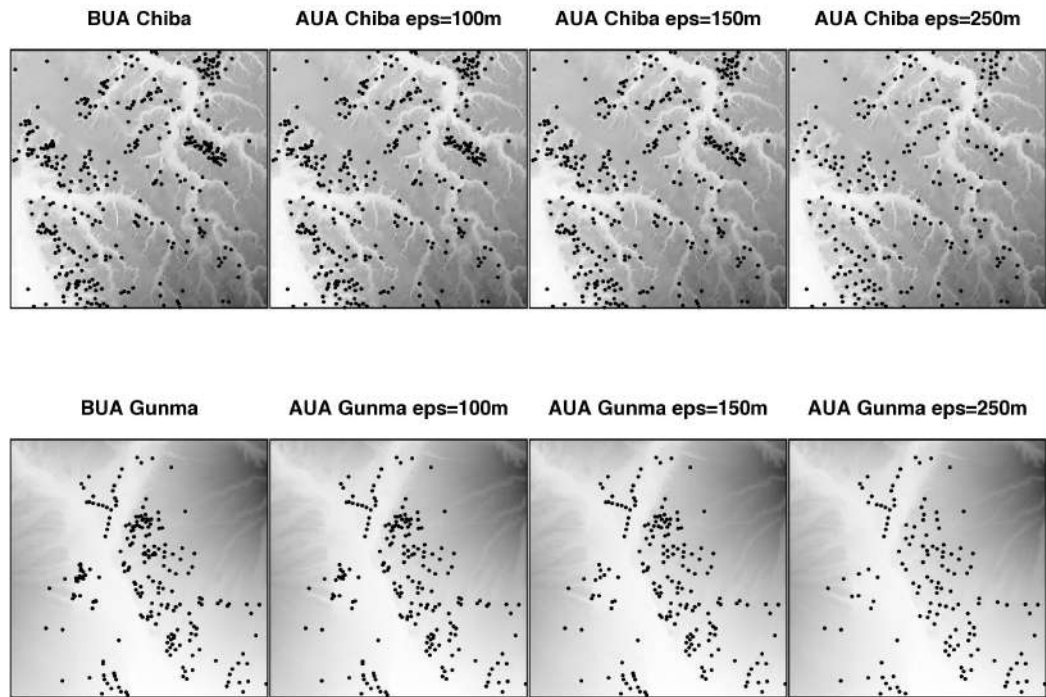 BUA Chiba
AUA Chiba eps=100m
AUA Chiba eps=150m
AUA Chiba eps=250m
BUA Gunma
AUA Gunma eps=100m
AUA Gunma eps=150m
AUA Gunma eps=250m